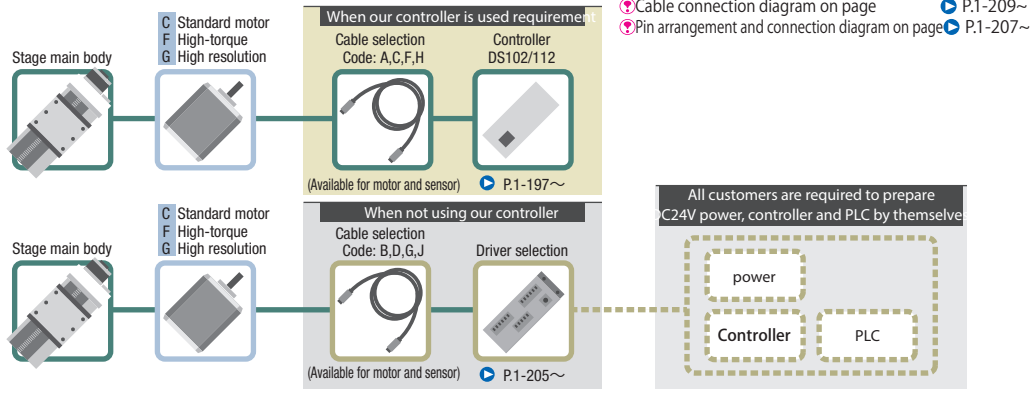 Cable connection diagram on page P.1-209~
Pin arrangement and connection diagram on page P.1-207~
C Standard motor
F High-torque
G High resolution
Stage main body
When our controller is used requirement
Cable selection
Code: A,C,F,H
Controller
DS102/112
(Available for motor and sensor)
P.1-197~
C Standard motor
F High-torque
G High resolution
Stage main body
When not using our controller
Cable selection
Code: B,D,G,J
Driver selection
(Available for motor and sensor)
P.1-205~
All customers are required to prepare
DC24V power, controller and PLC by themselve
power
Controller
PLC